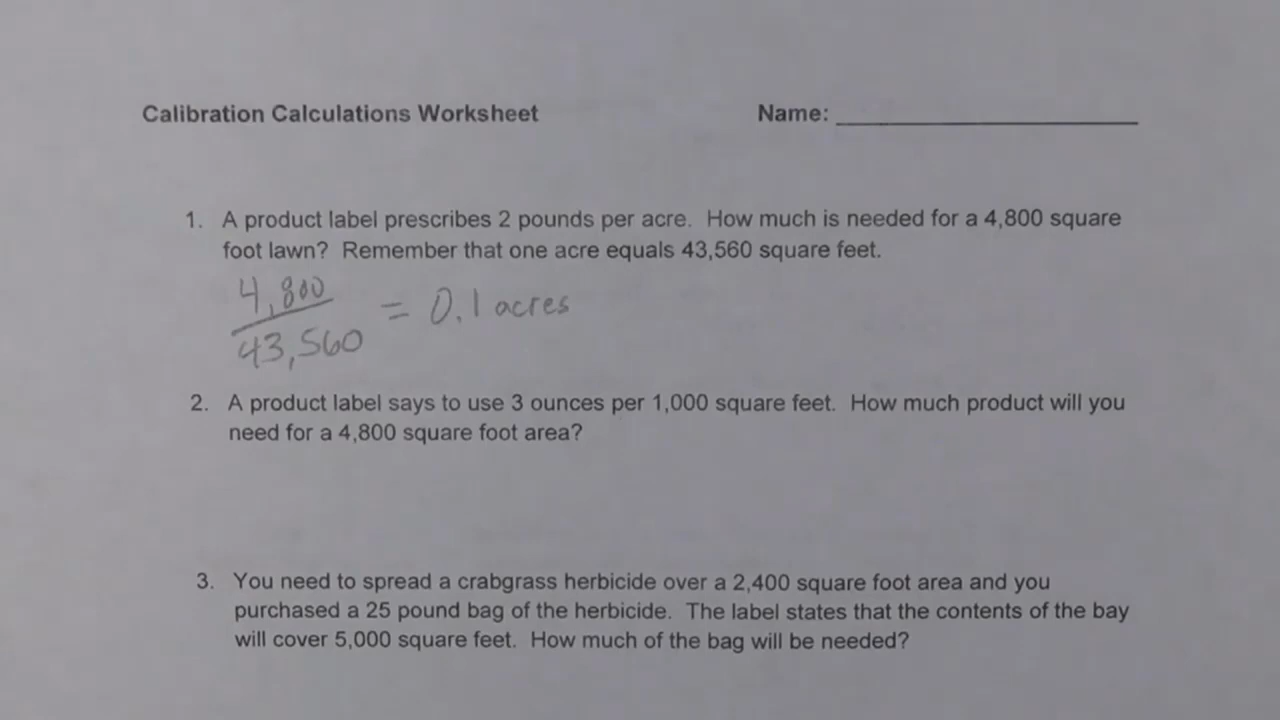 Calibration Calculations Worksheet Name:
1. A product label prescribes 2 pounds per acre. How much is needed for a 4,800 square
foot lawn? Remember that one acre equals 43,560 square feet.
4,800
= 0.1 acres
43,560
2. A product label says to use 3 ounces per 1,000 square feet. How much product will you
need for a 4,800 square foot area?
3. You need to spread a crabgrass herbicide over a 2,400 square foot area and you
purchased a 25 pound bag of the herbicide. The label states that the contents of the bay
will cover 5,000 square feet. How much of the bag will be needed?